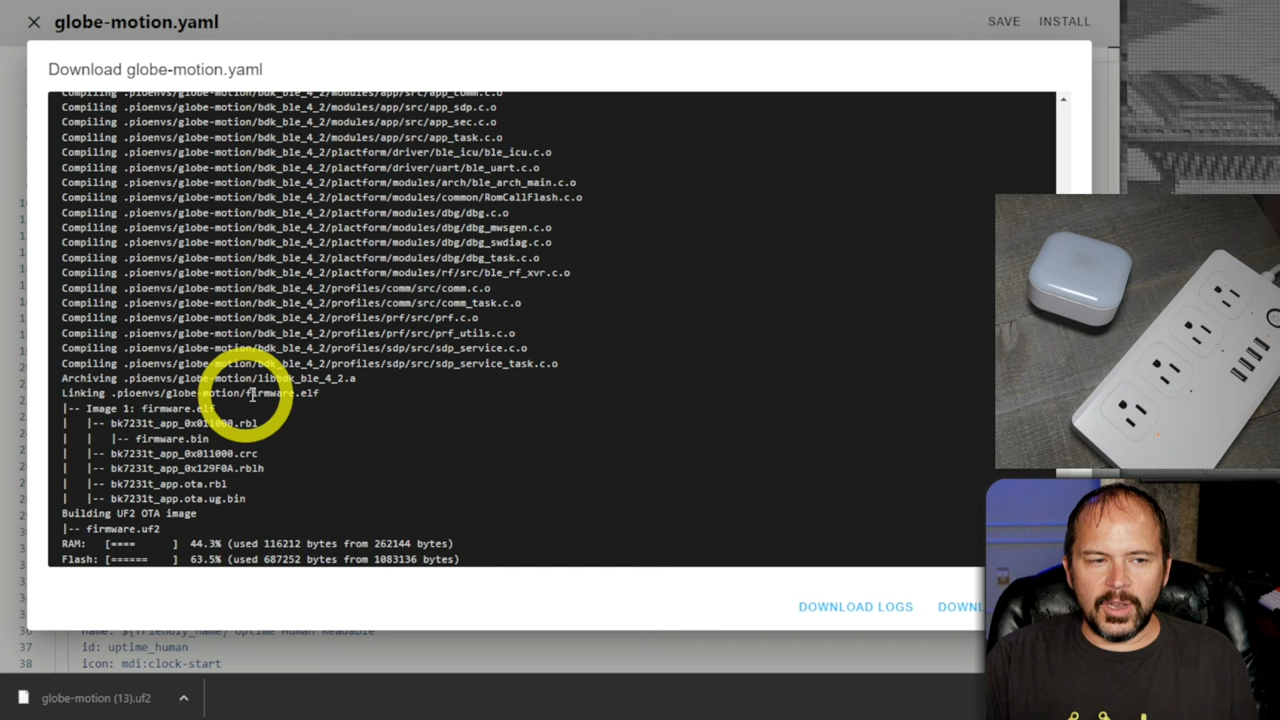 globe-motion.yaml
SAVE
INSTALL
Download globe-motion.yaml
Compiling .pioenvs/globe-motion/bdk_ble_4_2/modules/app/src/app_comm.c.o
Compiling .pioenvs/globe-motion/bdk_ble_4_2/modules/app/src/app_sdp.c.o
Compiling .pioenvs/globe-motion/bdk_ble_4_2/modules/app/src/app_sec.c.o
Compiling .pioenvs/globe-motion/bdk_ble_4_2/modules/app/src/app_task.c.o
Compiling .pioenvs/globe-motion/bdk_ble_4_2/plactform/driver/ble_icu/ble_icu.c.o
Compiling .pioenvs/globe-motion/bdk_ble_4_2/plactform/driver/uart/ble_uart.c.o
Compiling .pioenvs/globe-motion/bdk_ble_4_2/plactform/modules/arch/ble_arch_main.c.o
Compiling .pioenvs/globe-motion/bdk_ble_4_2/plactform/modules/common/RomCallFlash.c.o
Compiling .pioenvs/globe-motion/bdk_ble_4_2/plactform/modules/dbg/dbg.c.o
Compiling .pioenvs/globe-motion/bdk_ble_4_2/plactform/modules/dbg/dbg_mwsgen.c.o
Compiling .pioenvs/globe-motion/bdk_ble_4_2/plactform/modules/dbg/dbg_swdiag.c.o
Compiling .pioenvs/globe-motion/bdk_ble_4_2/plactform/modules/dbg/dbg_task.c.o
Compiling .pioenvs/globe-motion/bdk_ble_4_2/plactform/modules/rf/src/ble_rf_xvr.c.o
Compiling .pioenvs/globe-motion/bdk_ble_4_2/profiles/comm/src/comm.c.o
Compiling .pioenvs/globe-motion/bdk_ble_4_2/profiles/comm/src/comm_task.c.o
Compiling .pioenvs/globe-motion/bdk_ble_4_2/profiles/prf/src/prf.c.o
Compiling .pioenvs/globe-motion/bdk_ble_4_2/profiles/prf/src/prf_utils.c.o
Compiling .pioenvs/globe-motion/bdk_ble_4_2/profiles/sdp/src/sdp_service.c.o
Compiling .pioenvs/globe-motion/bdk_ble_4_2/profiles/sdp/src/sdp_service_task.c.o
Archiving .pioenvs/globe-motion/libbdk_ble_4_2.a
Linking .pioenvs/globe-motion/firmware.elf
|-- Image 1: firmware.elf
| |-- bk7231t_app_0x011000.rbl
| | |-- firmware.bin
| |-- bk7231t_app_0x011000.crc
| |-- bk7231t_app_0x129F0A.rblh
| |-- bk7231t_app.ota.rbl
| |-- bk7231t_app.ota.ug.bin
Building UF2 OTA image
|-- firmware.uf2
RAM: [==== ] 44.3% (used 116212 bytes from 262144 bytes)
Flash: [====== ] 63.5% (used 687252 bytes from 1083136 bytes)
DOWNLOAD LOGS
DOWNL
36 name: ${friendly_name} Uptime Human Readable
37 id: uptime_human
38 icon: mdi:clock-start
globe-motion (13).uf2